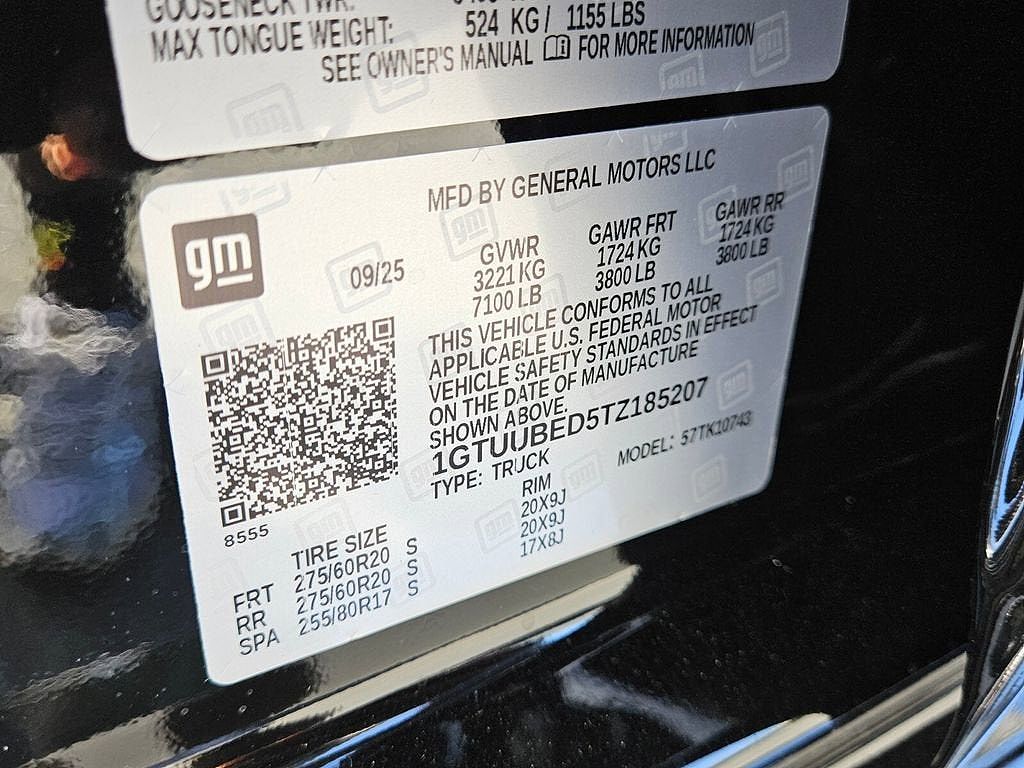 GOOSENECK TWR:
MAX TONGUE WEIGHT: 524 KG / 1155 LBS
SEE OWNER'S MANUAL FOR MORE INFORMATION
MFD BY GENERAL MOTORS LLC
gm
09/25
GVWR GAWR FRT GAWR RR
3221 KG 1724 KG 1724 KG
7100 LB 3800 LB 3800 LB
THIS VEHICLE CONFORMS TO ALL
APPLICABLE U.S. FEDERAL MOTOR
VEHICLE SAFETY STANDARDS IN EFFECT
ON THE DATE OF MANUFACTURE
SHOWN ABOVE.
1GTUUBED5TZ185207
TYPE: TRUCK MODEL: 57TK10743
8555
TIRE SIZE RIM
FRT 275/60R20 S 20X9J
RR 275/60R20 S 20X9J
SPA 255/80R17 S 17X8J